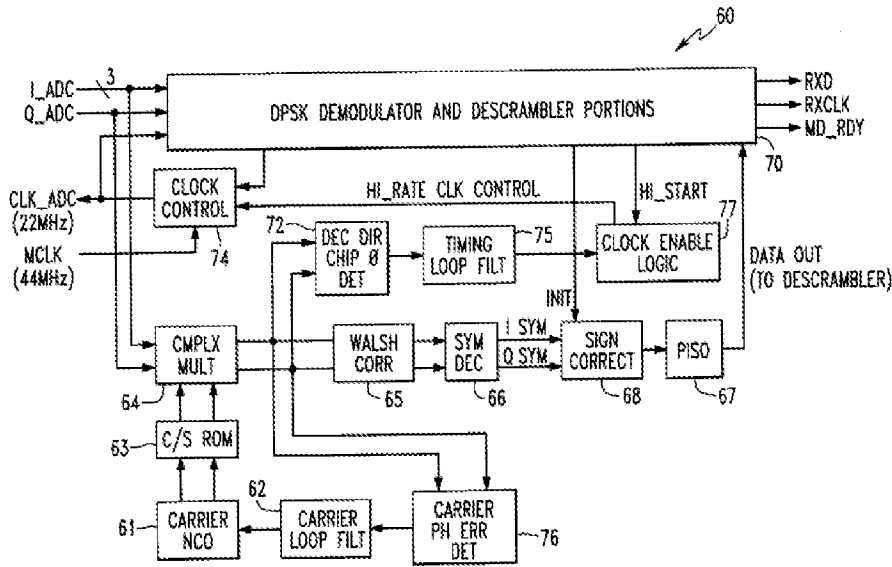 60
3
I_ADC
Q_ADC
DPSK DEMODULATOR AND DESCRAMBLER PORTIONS
RXD
RXCLK
MD_RDY
70
CLK_ADC
(22MHz)
CLOCK
CONTROL
74
HI_RATE CLK CONTROL
HI_START
MCLK
(44MHz)
72
DEC DIR
CHIP Ø
DET
75
TIMING
LOOP FILT
77
CLOCK ENABLE
LOGIC
DATA OUT
(TO DESCRAMBLER)
INIT
CMPLX
MULT
64
WALSH
CORR
65
SYM
DEC
66
I SYM
Q SYM
SIGN
CORRECT
68
PISO
67
63
C/S ROM
61
CARRIER
NCO
62
CARRIER
LOOP FILT
CARRIER
PH ERR
DET
76